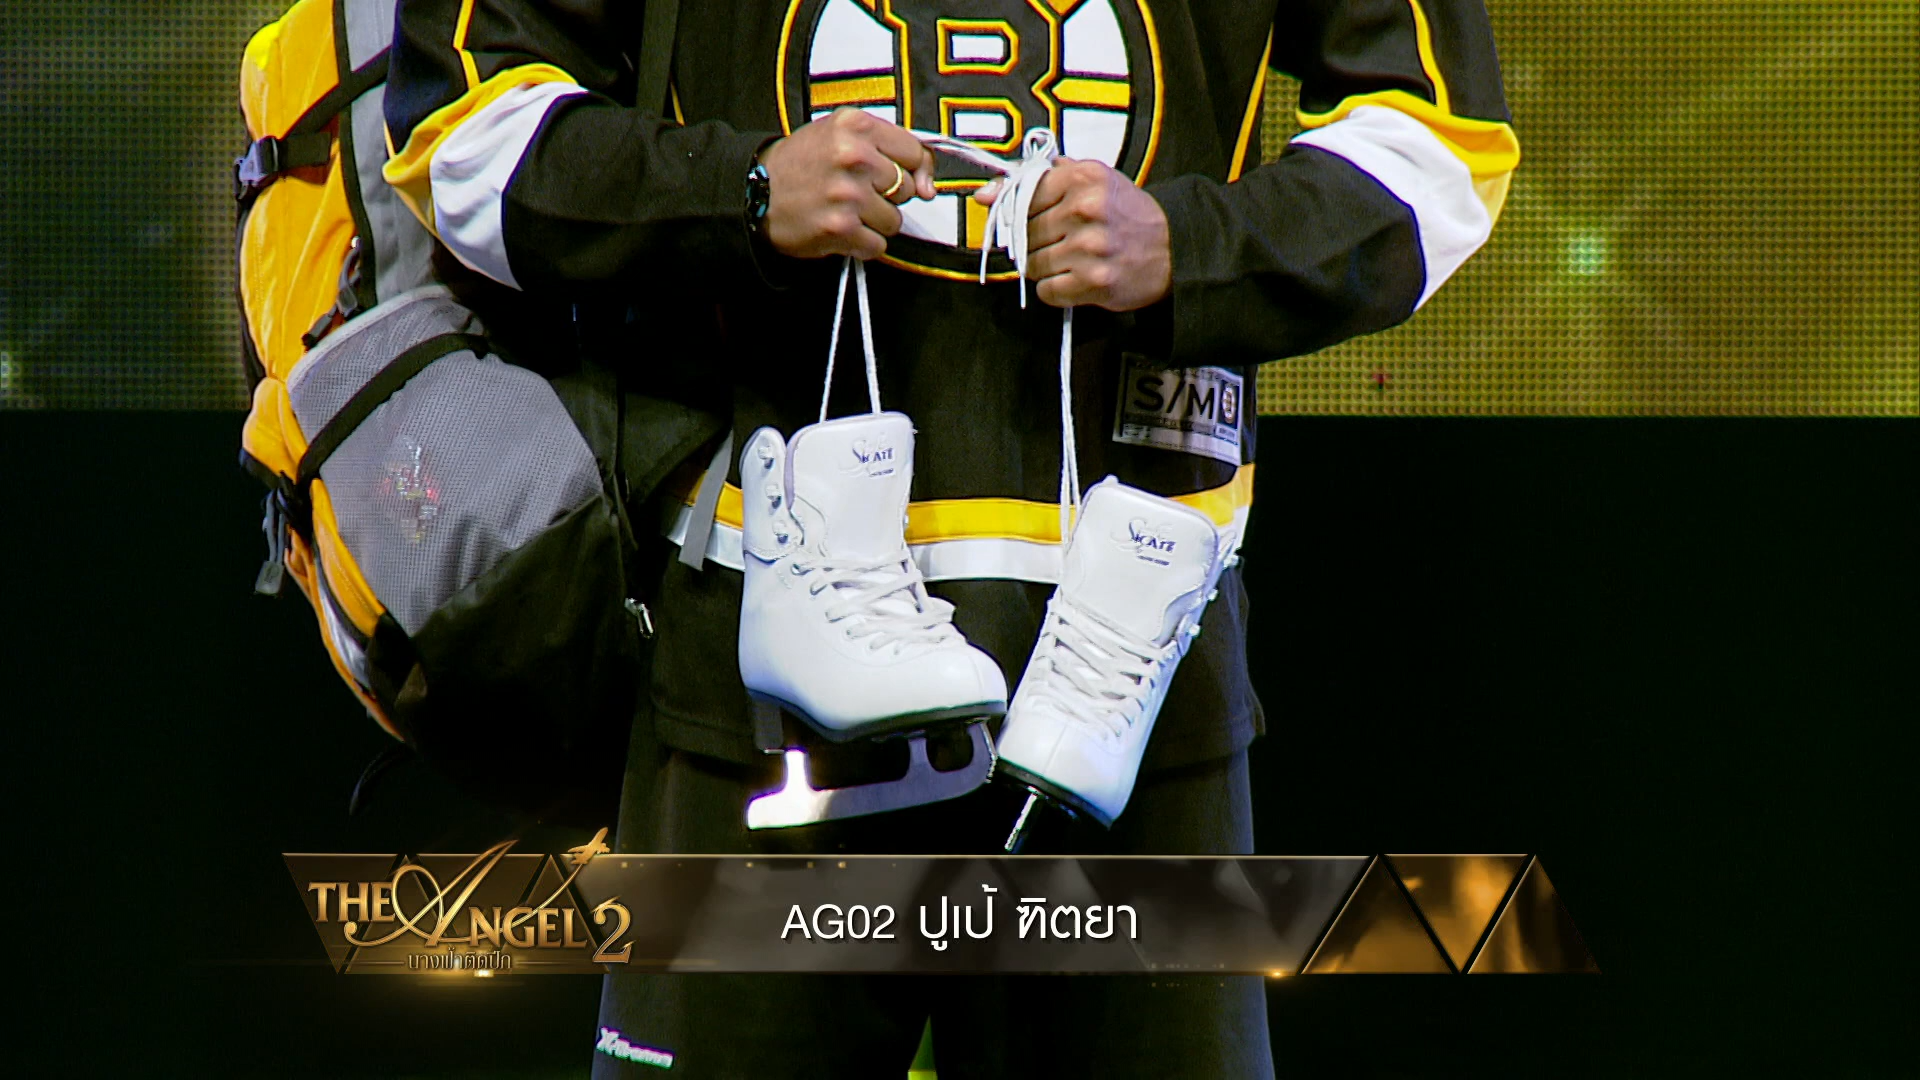 B
S/M
SKATE
SKATE
THE ANGEL 2
นางฟ้าติดปีก
AG02 ปูเป้ ฑิตยา